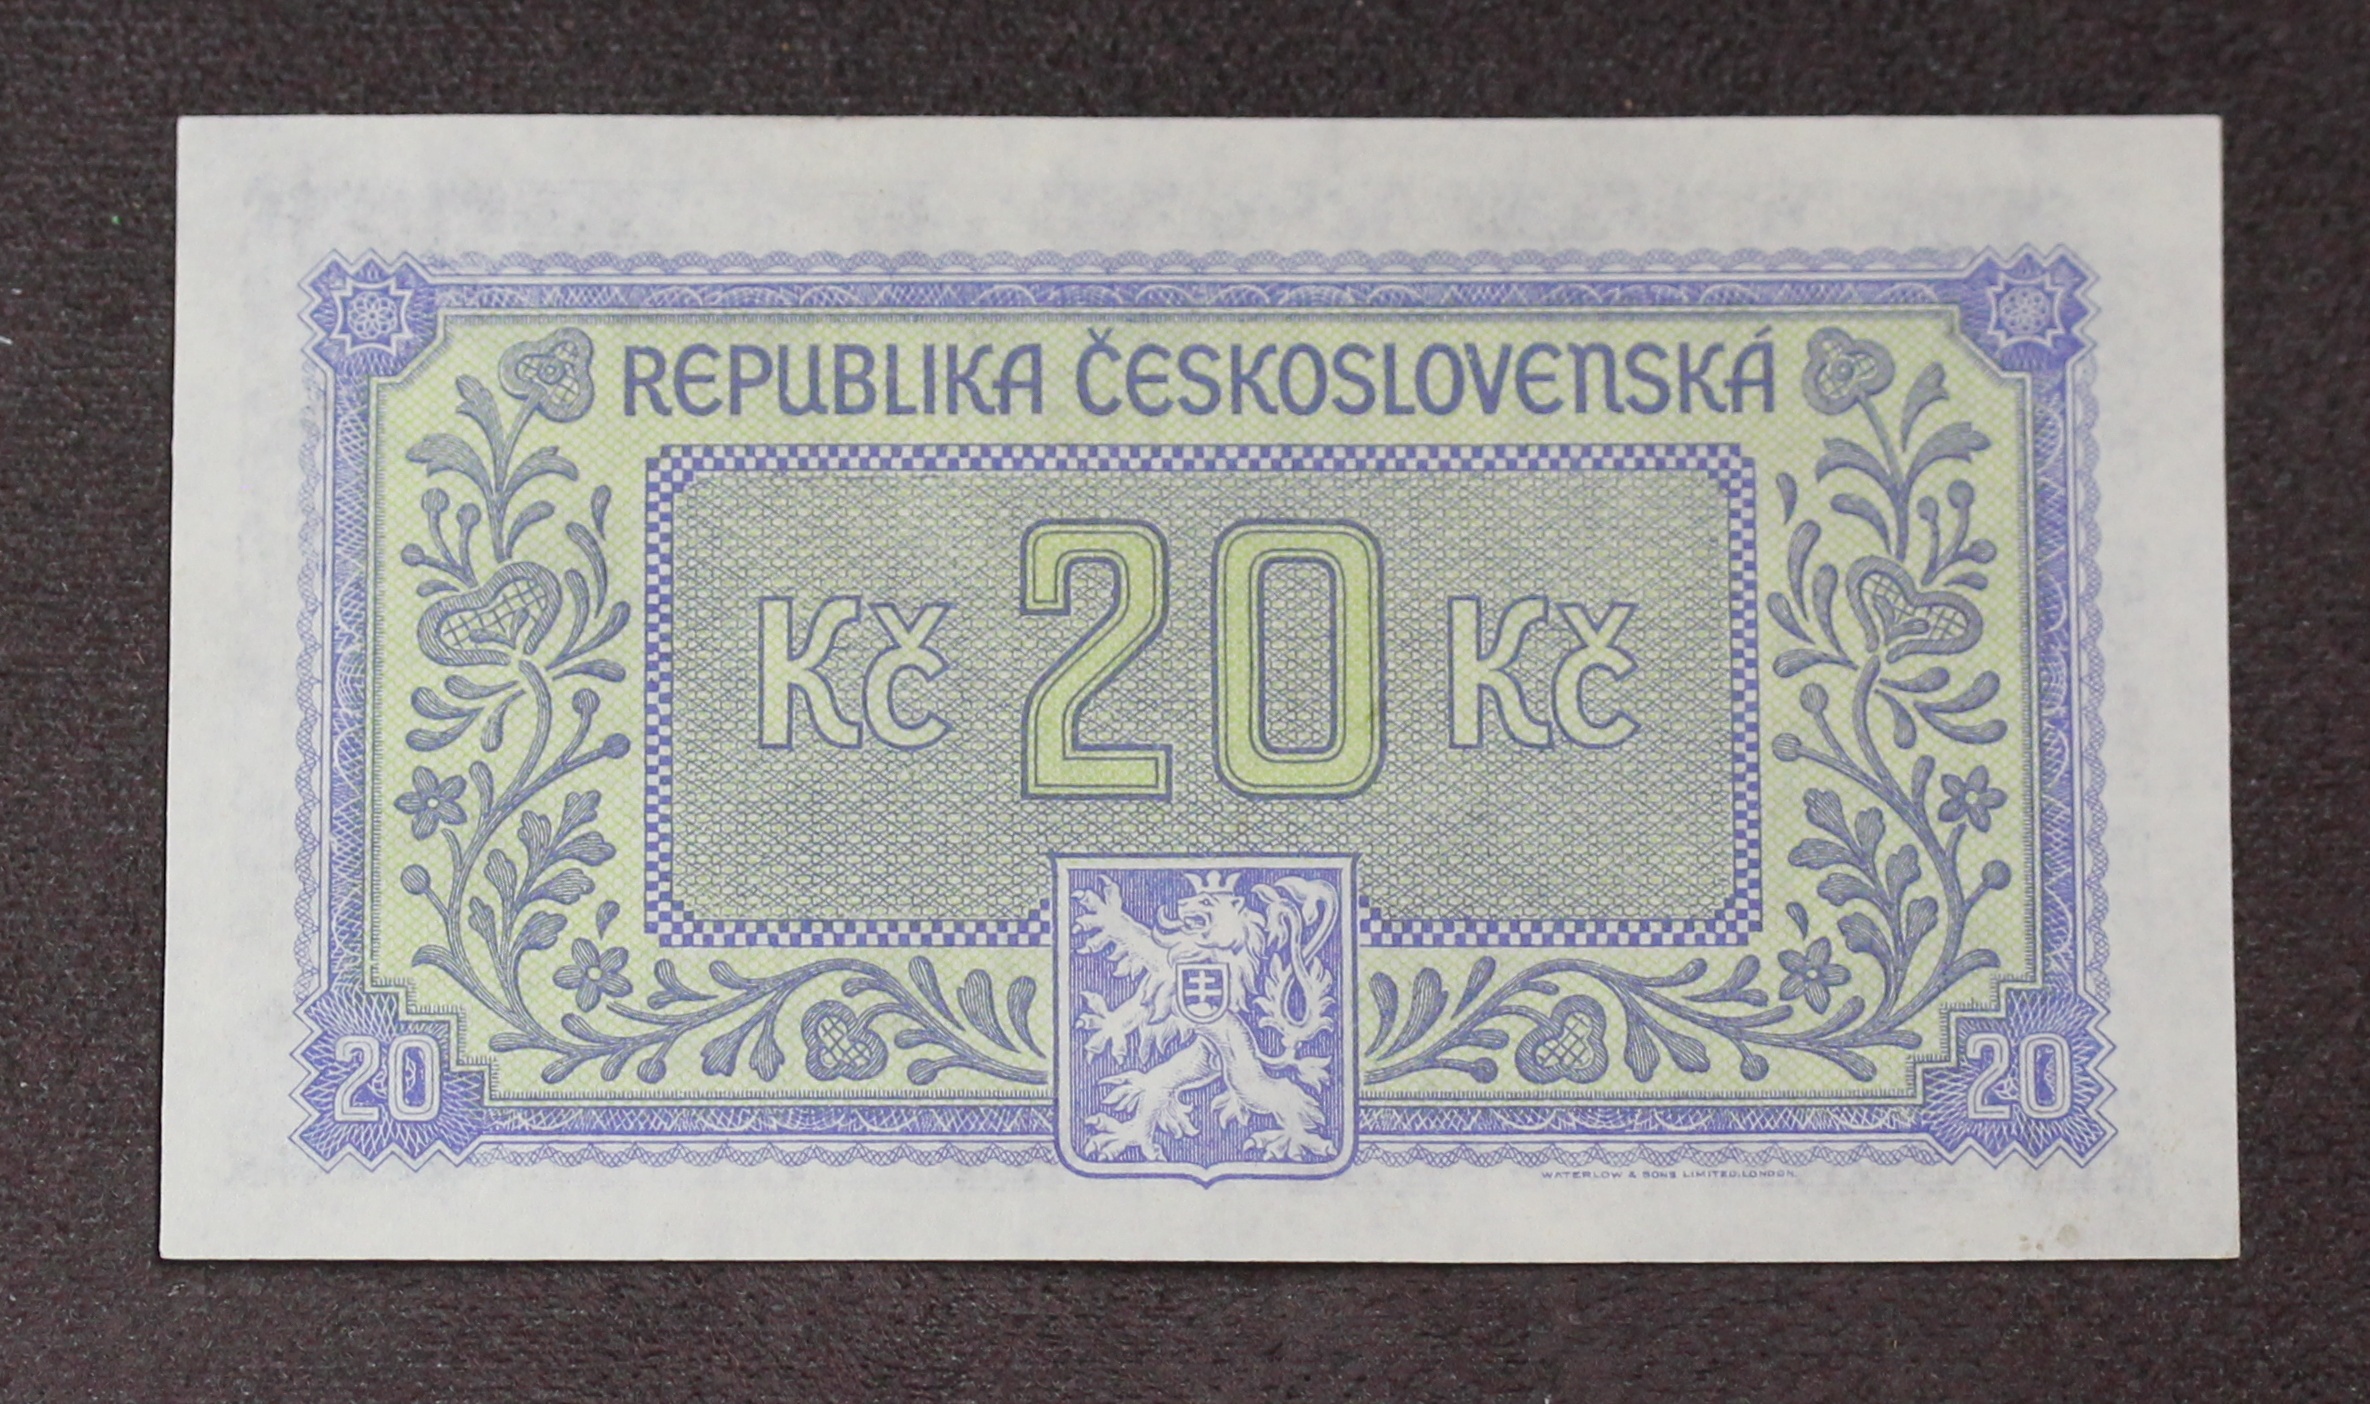 REPUBLIKA ČESKOSLOVENSKÁ
Kč 20 Kč
20 20
WATERLOW & SONS LIMITED, LONDON.